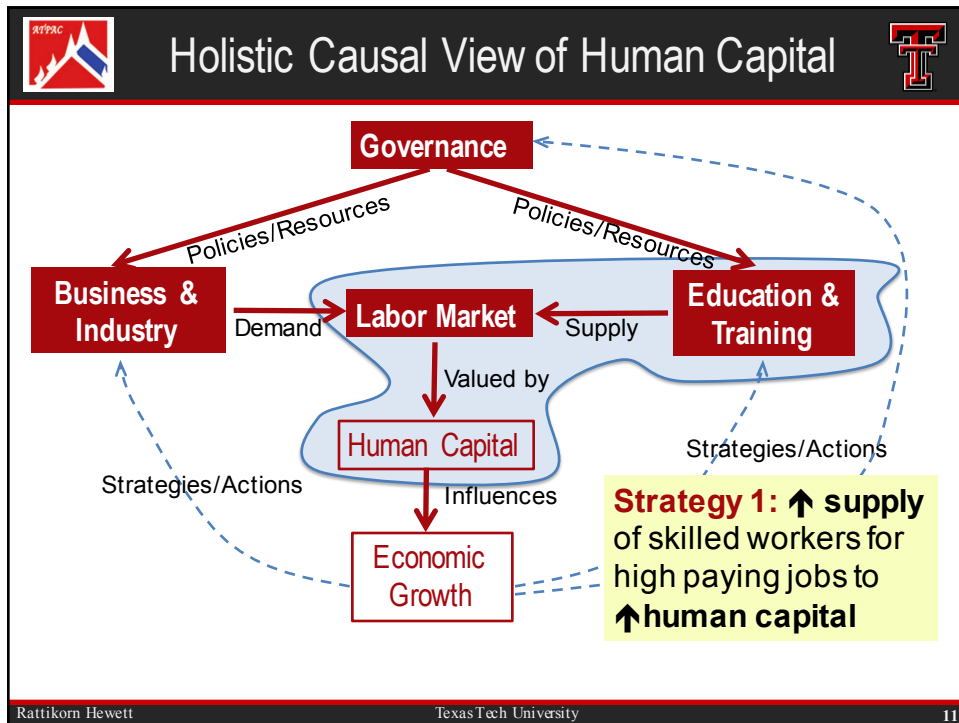 ATPAC
Holistic Causal View of Human Capital
Governance
Policies/Resources
Policies/Resources
Business &
Industry
Demand
Labor Market
Supply
Education &
Training
Valued by
Human Capital
Strategies/Actions
Strategies/Actions
Influences
Economic
Growth
Strategy 1: ↑ supply
of skilled workers for
high paying jobs to
↑human capital
Rattikorn Hewett
Texas Tech University
11